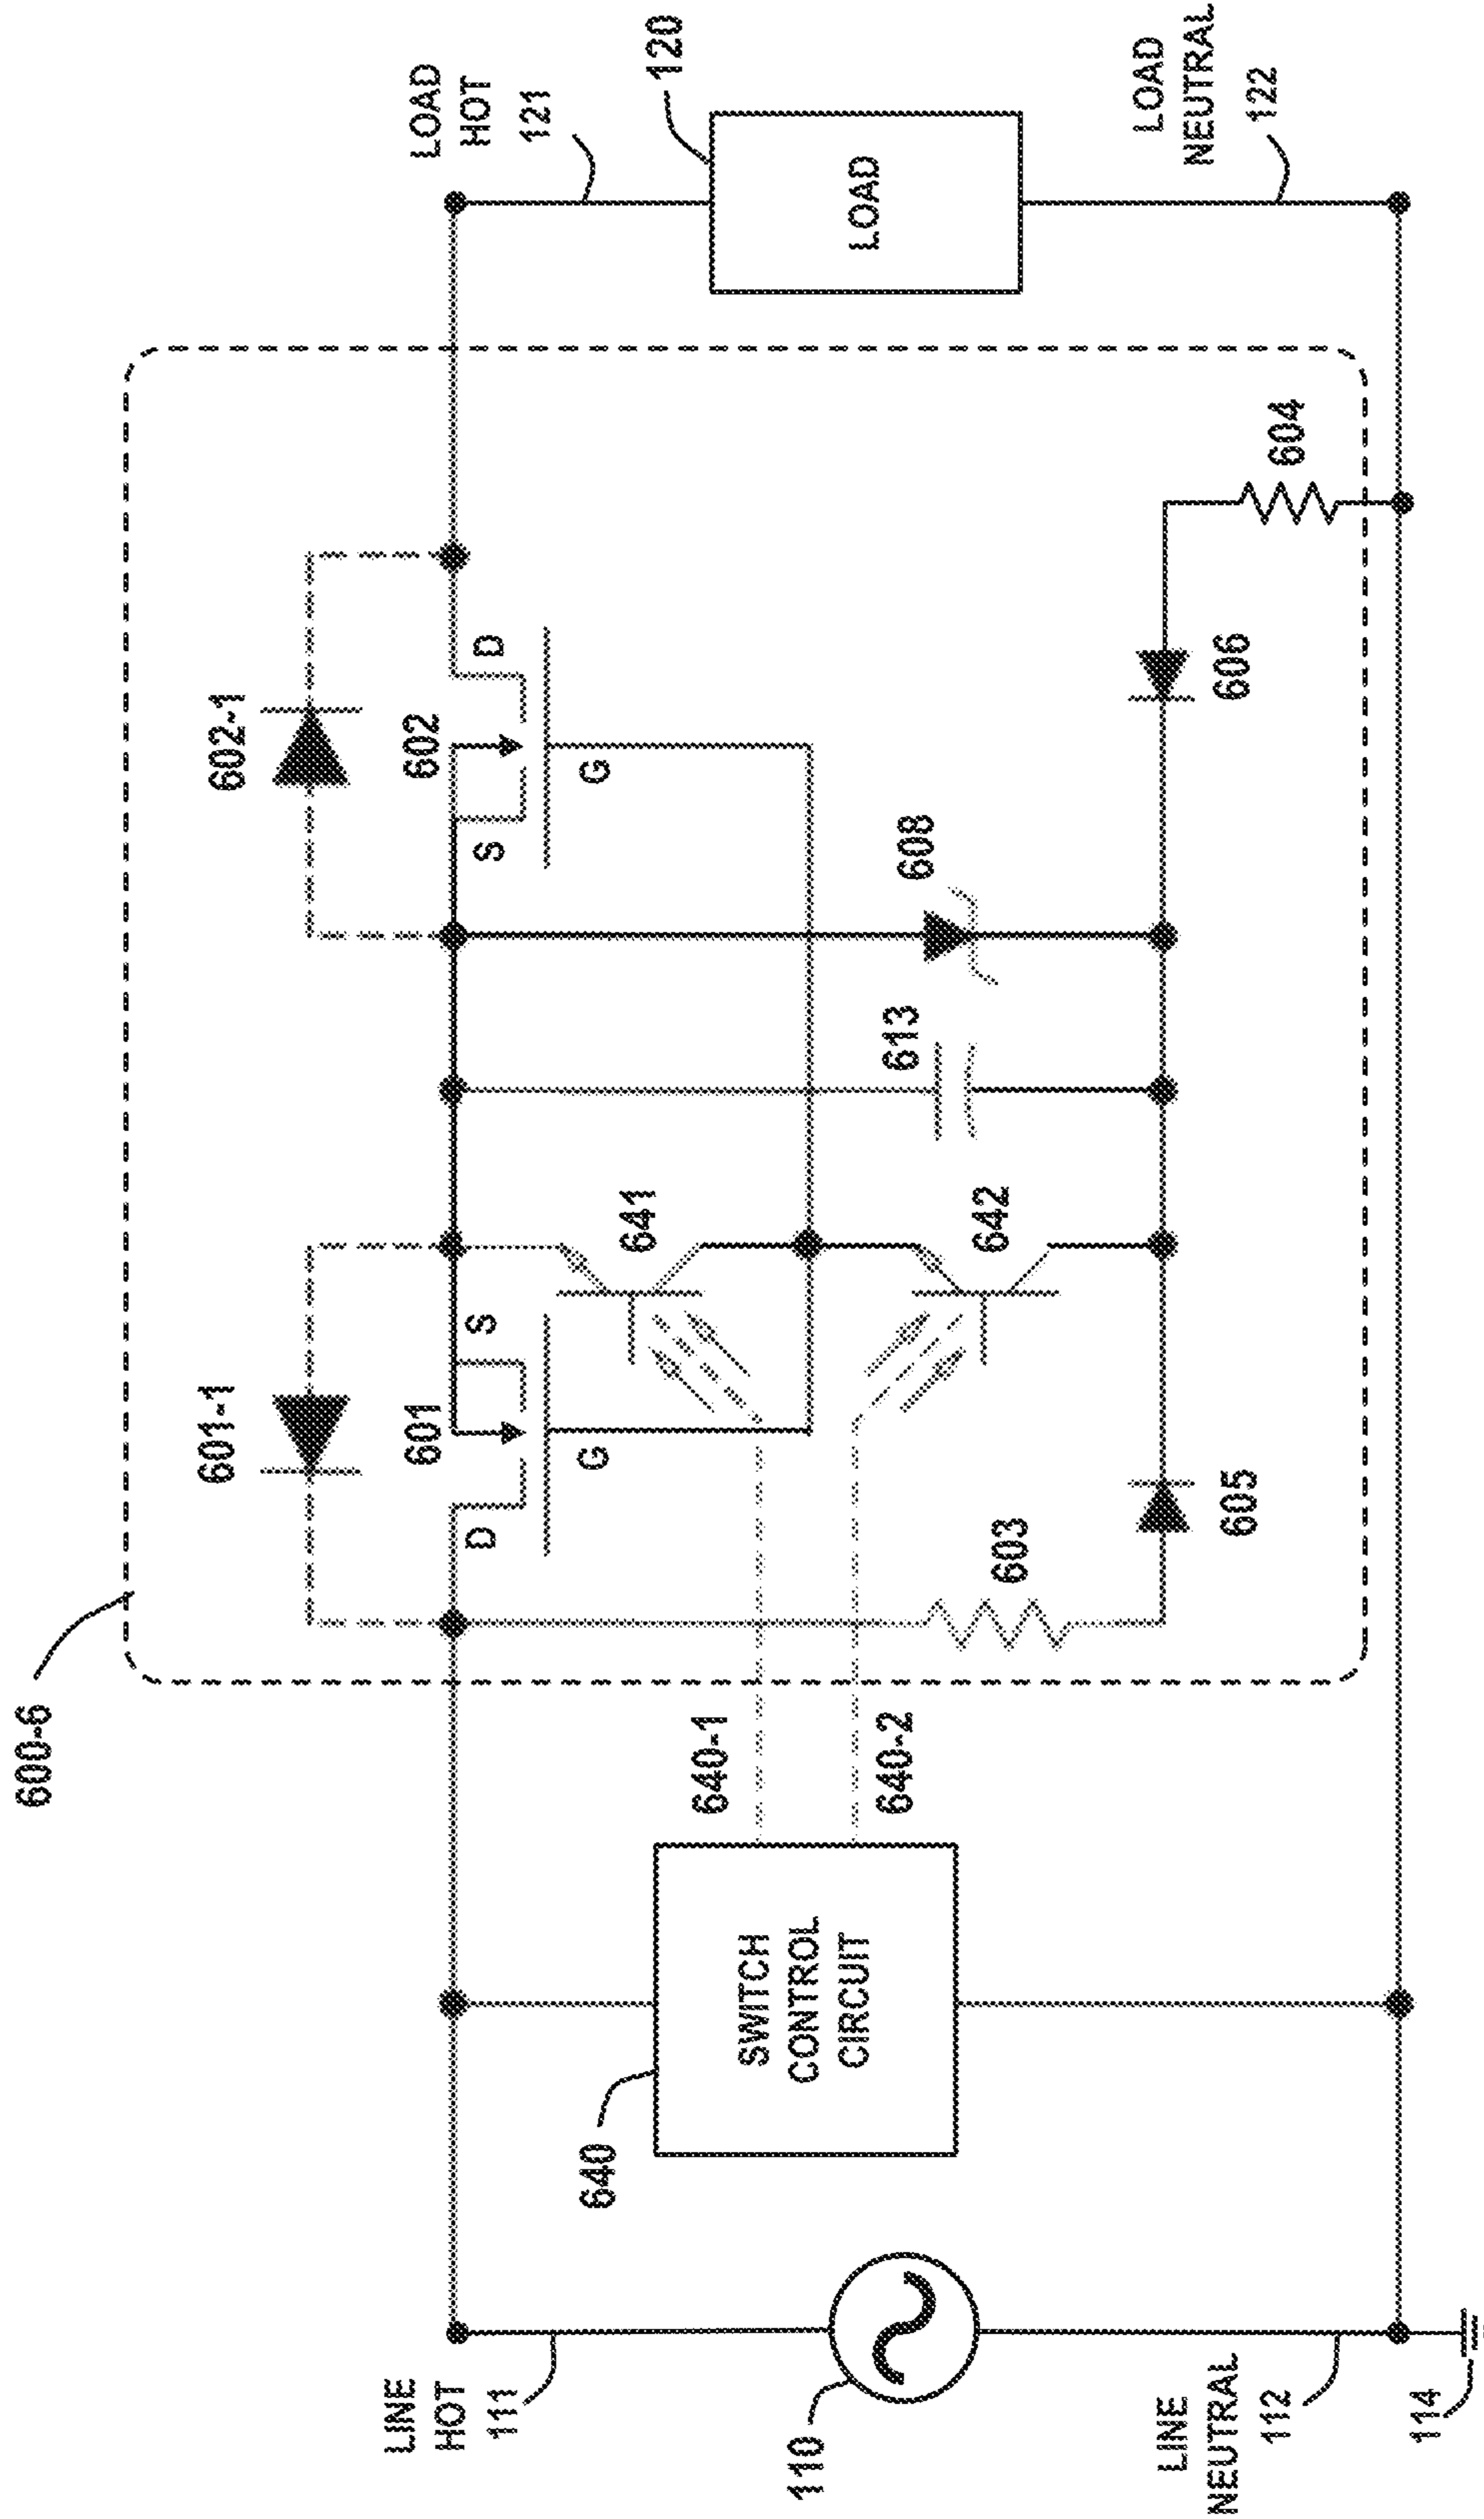 600-6
601-1
602-1
LOAD
HOT
121
LINE
HOT
111
601
602
D
S
S
D
G
G
120
LOAD
640
SWITCH
CONTROL
CIRCUIT
640-1
640-2
641
642
613
608
603
605
606
604
110
LINE
NEUTRAL
112
LOAD
NEUTRAL
122
114